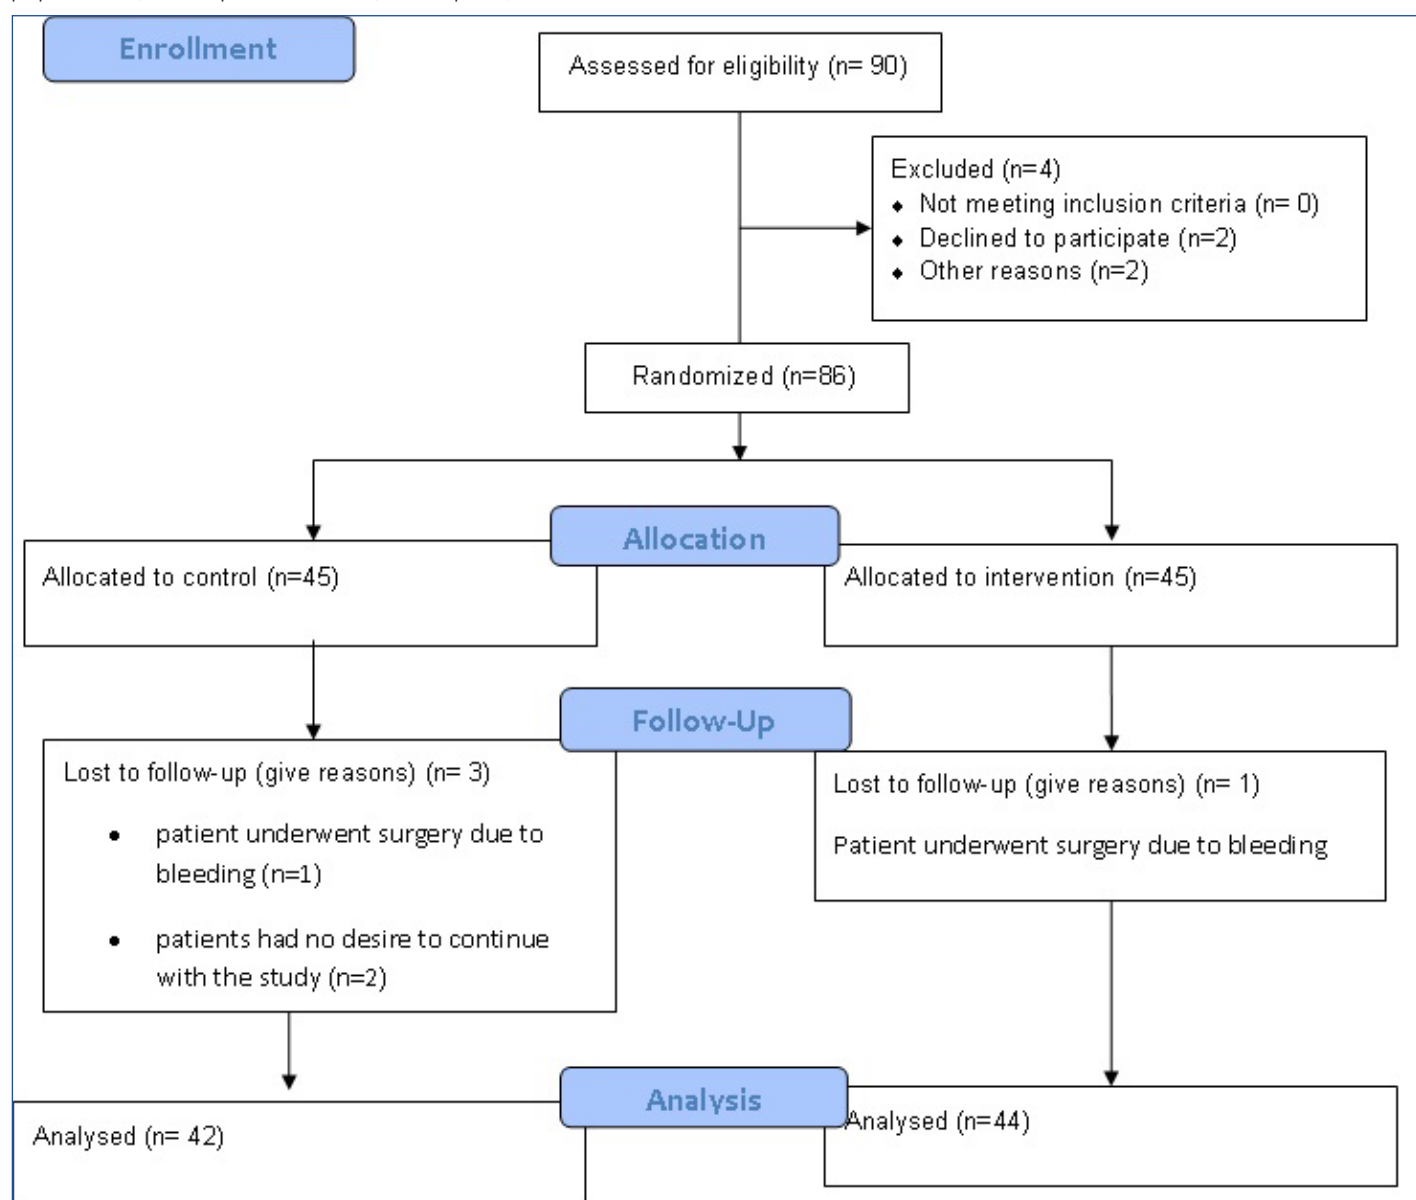 Enrollment
Assessed for eligibility (n= 90)
Excluded (n=4)
♦ Not meeting inclusion criteria (n= 0)
♦ Declined to participate (n=2)
♦ Other reasons (n=2)
Randomized (n=86)
Allocation
Allocated to control (n=45)
Allocated to intervention (n=45)
Follow-Up
Lost to follow-up (give reasons) (n= 3)
• patient underwent surgery due to
bleeding (n=1)
• patients had no desire to continue
with the study (n=2)
Lost to follow-up (give reasons) (n= 1)
Patient underwent surgery due to bleeding
Analysis
Analysed (n= 42)
Analysed (n=44)